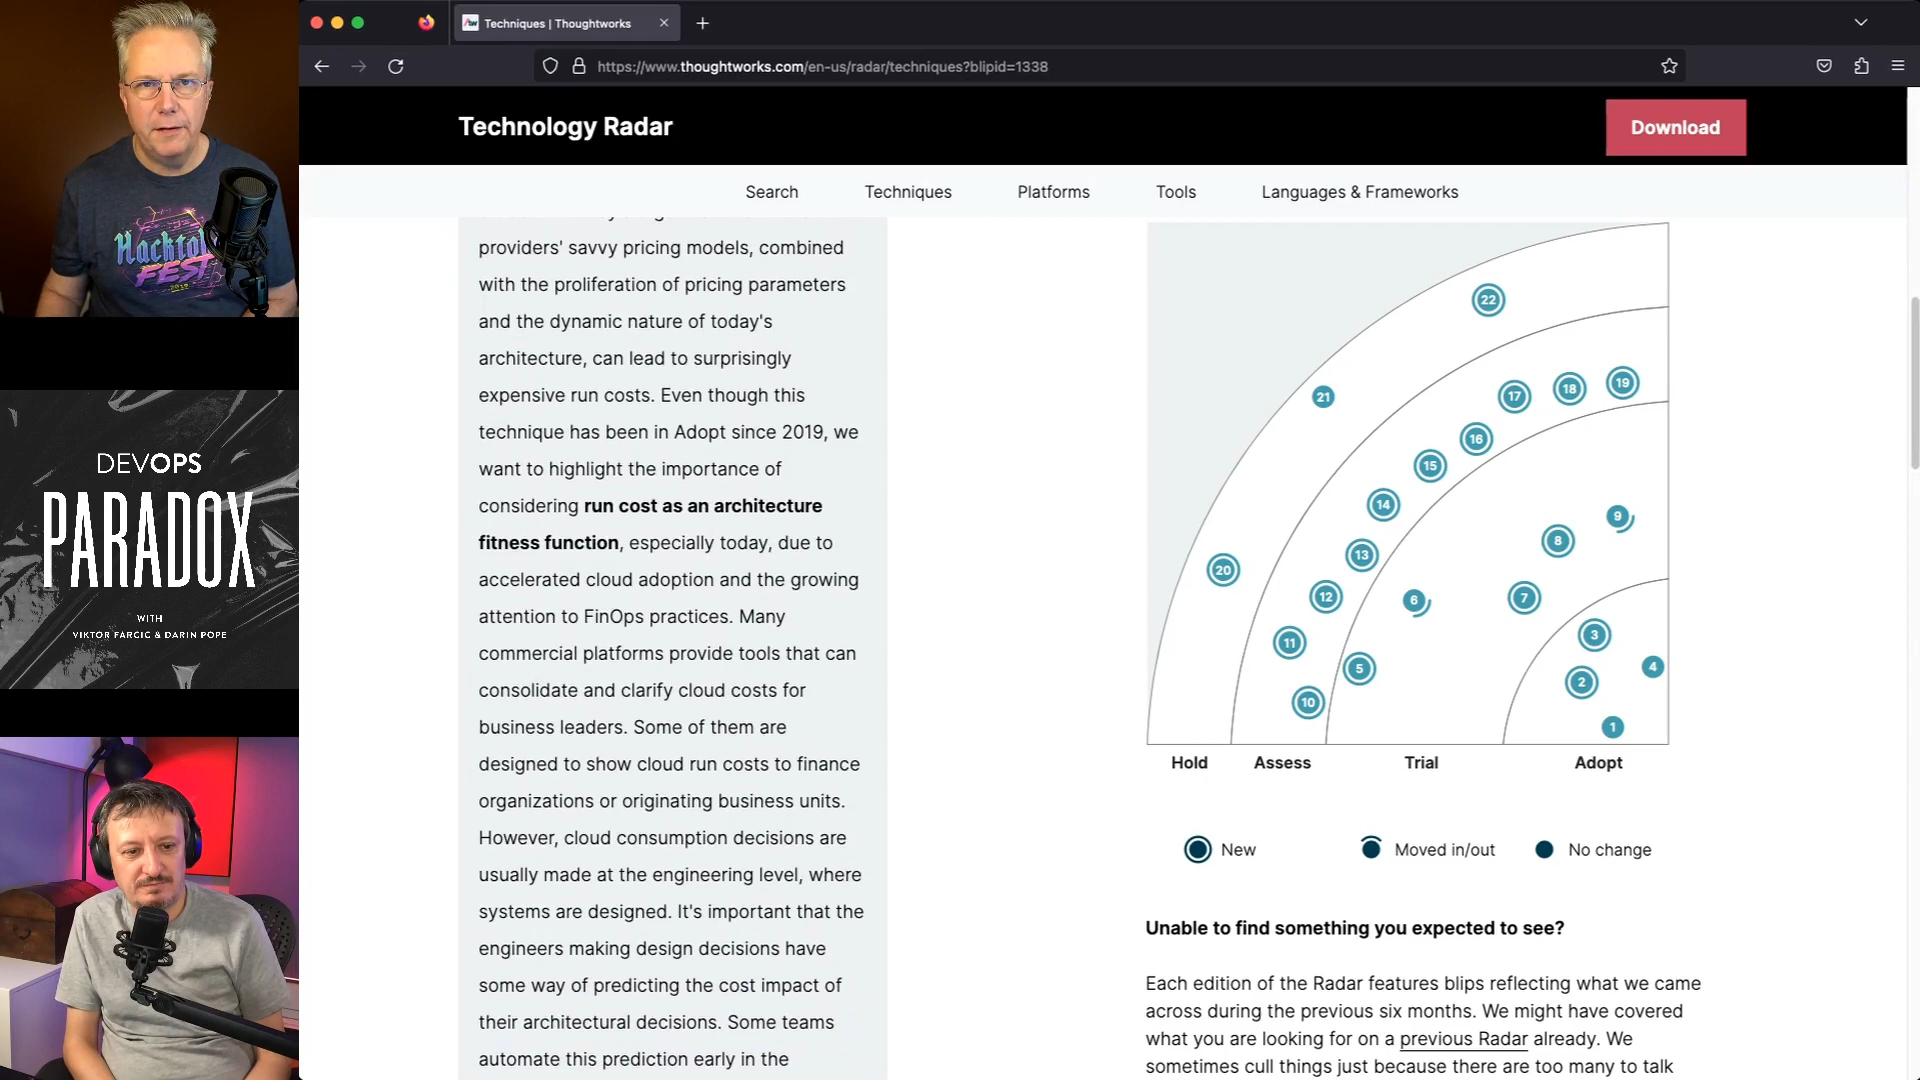 Techniques | Thoughtworks
https://www.thoughtworks.com/en-us/radar/techniques?blipid=1338
Technology Radar
Download
Search
Techniques
Platforms
Tools
Languages & Frameworks
providers' savvy pricing models, combined
with the proliferation of pricing parameters
and the dynamic nature of today's
architecture, can lead to surprisingly
expensive run costs. Even though this
technique has been in Adopt since 2019, we
want to highlight the importance of
considering run cost as an architecture
fitness function, especially today, due to
accelerated cloud adoption and the growing
attention to FinOps practices. Many
commercial platforms provide tools that can
consolidate and clarify cloud costs for
business leaders. Some of them are
designed to show cloud run costs to finance
organizations or originating business units.
However, cloud consumption decisions are
usually made at the engineering level, where
systems are designed. It's important that the
engineers making design decisions have
some way of predicting the cost impact of
their architectural decisions. Some teams
automate this prediction early in the
22
21
17
18
19
16
15
14
9
8
13
20
12
6
7
11
3
5
4
2
10
1
Hold
Assess
Trial
Adopt
New
Moved in/out
No change
Unable to find something you expected to see?
Each edition of the Radar features blips reflecting what we came
across during the previous six months. We might have covered
what you are looking for on a previous Radar already. We
sometimes cull things just because there are too many to talk
FEST
DEVOPS
PARADOX
WITH
VIKTOR FARCIC & DARIN POPE